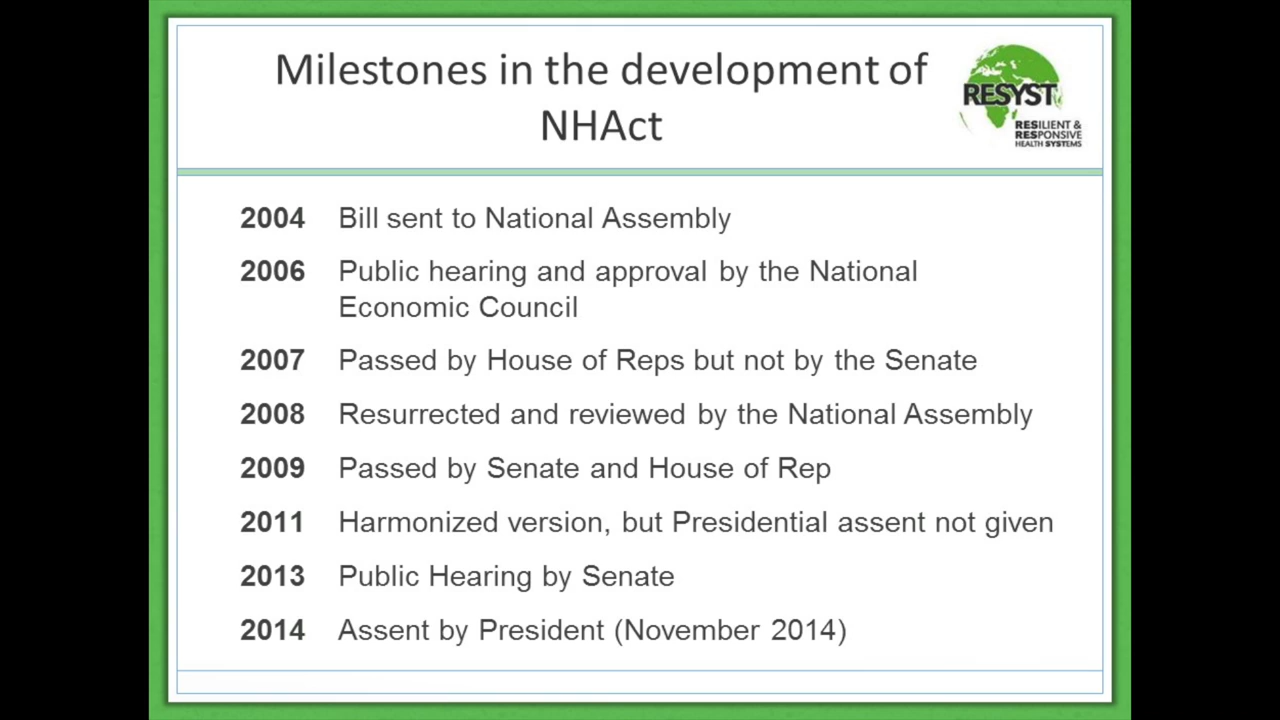 Milestones in the development of
NHAct
RESYST
RESILIENT &
RESPONSIVE
HEALTH SYSTEMS
2004 Bill sent to National Assembly
2006 Public hearing and approval by the National
Economic Council
2007 Passed by House of Reps but not by the Senate
2008 Resurrected and reviewed by the National Assembly
2009 Passed by Senate and House of Rep
2011 Harmonized version, but Presidential assent not given
2013 Public Hearing by Senate
2014 Assent by President (November 2014)